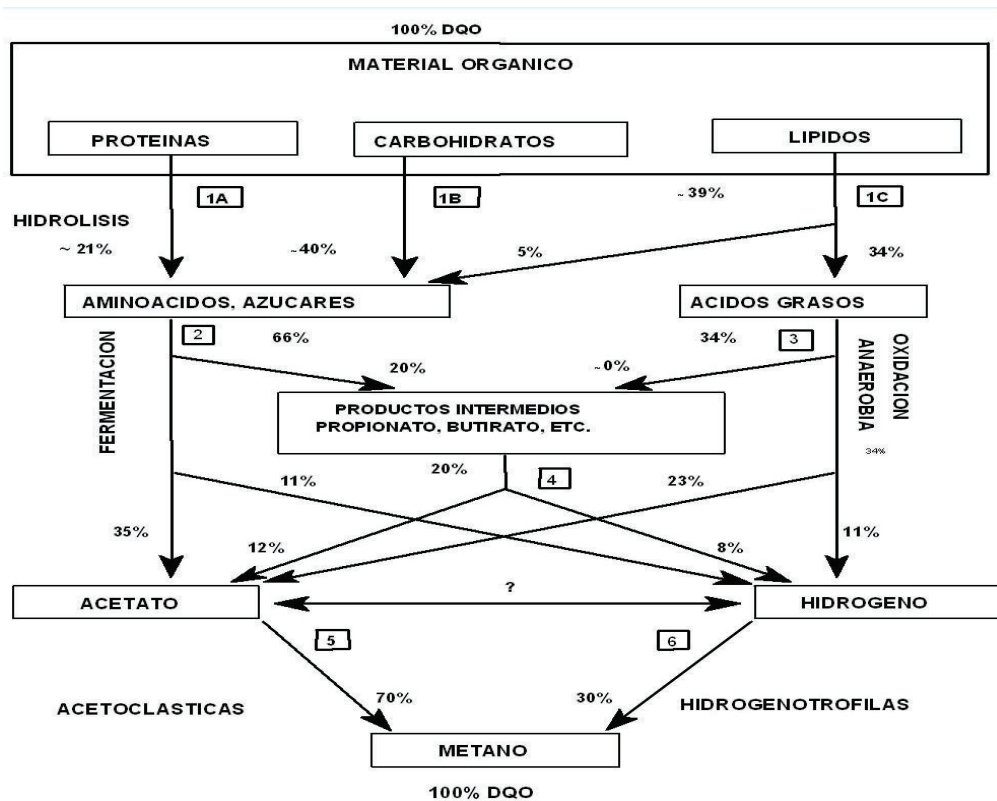 100% DQO
MATERIAL ORGANICO
PROTEINAS
CARBOHIDRATOS
LIPIDOS
1A
1B
~39%
1C
HIDROLISIS
~ 21%
~40%
5%
34%
AMINOACIDOS, AZUCARES
ACIDOS GRASOS
FERMENTACION
2
66%
34%
3
OXIDACION
ANAEROBIA
34%
20%
~0%
PRODUCTOS INTERMEDIOS
PROPIONATO, BUTIRATO, ETC.
11%
20%
4
23%
35%
12%
8%
11%
ACETATO
?
HIDROGENO
5
6
ACETOCLASTICAS
70%
30%
HIDROGENOTROFILAS
METANO
100% DQO